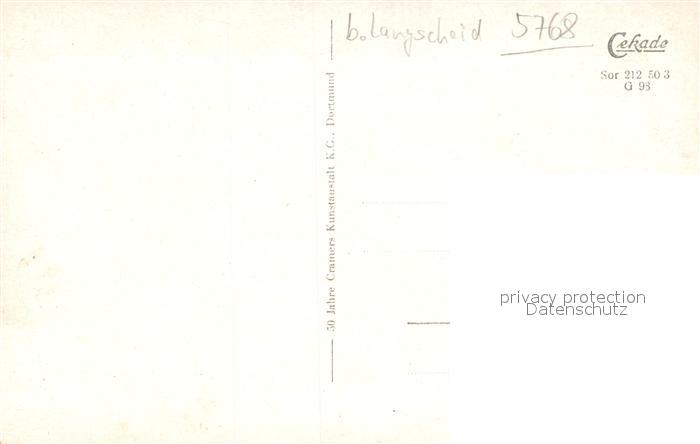 b. Langscheid 5768
Cekade
Sor 212 50 3
G 98
50 Jahre Cramers Kunstanstalt K.G., Dortmund
privacy protection
Datenschutz